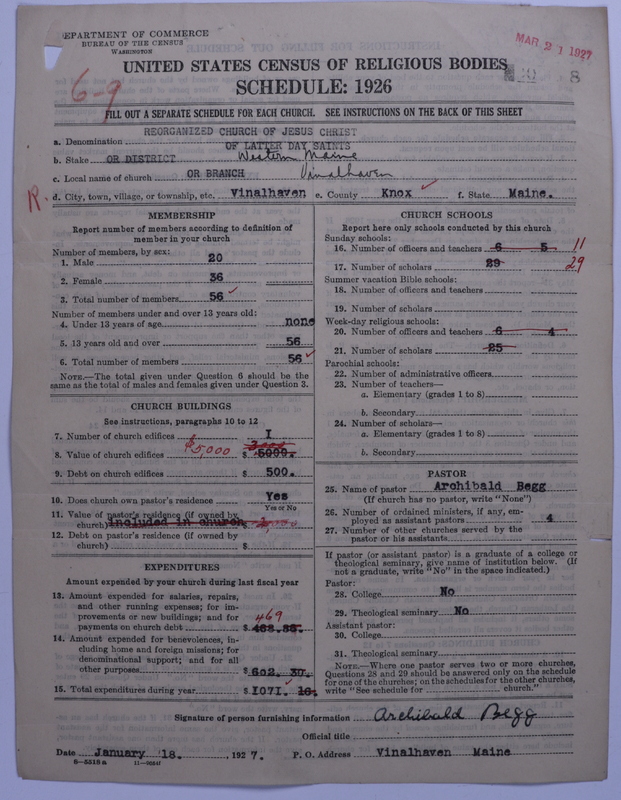 DEPARTMENT OF COMMERCE
BUREAU OF THE CENSUS
WASHINGTON
MAR 21 1927
UNITED STATES CENSUS OF RELIGIOUS BODIES
SCHEDULE: 1926
8
6-9
FILL OUT A SEPARATE SCHEDULE FOR EACH CHURCH. SEE INSTRUCTIONS ON THE BACK OF THIS SHEET
REORGANIZED CHURCH OF JESUS CHRIST
a. Denomination OF LATTER DAY SAINTS
b. Stake OR DISTRICT Western Maine
c. Local name of church OR BRANCH Vinalhaven
R.
d. City, town, village, or township, etc. Vinalhaven e. County Knox f. State Maine.
MEMBERSHIP
Report number of members according to definition of
member in your church
Number of members, by sex:
1. Male 20
2. Female 36
3. Total number of members 56
Number of members under and over 13 years old:
4. Under 13 years of age none
5. 13 years old and over 56
6. Total number of members 56
NOTE.—The total given under Question 6 should be the
same as the total of males and females given under Question 3.
CHURCH BUILDINGS
See instructions, paragraphs 10 to 12
7. Number of church edifices I
8. Value of church edifices $5,000 $ 5000.
9. Debt on church edifices $ 500.
10. Does church own pastor's residence Yes
Yes or No
11. Value of pastor's residence (if owned by
church) included in church
12. Debt on pastor's residence (if owned by
church) $
EXPENDITURES
Amount expended by your church during last fiscal year
13. Amount expended for salaries, repairs,
and other running expenses; for im-
provements or new buildings; and for 469
payments on church debt $ 468.86.
14. Amount expended for benevolences, in-
cluding home and foreign missions; for
denominational support; and for all
other purposes $ 602. 30.
15. Total expenditures during year $ I07I. 16.
CHURCH SCHOOLS
Report here only schools conducted by this church
Sunday schools:
16. Number of officers and teachers 6 5 11
17. Number of scholars 29 29
Summer vacation Bible schools:
18. Number of officers and teachers
19. Number of scholars
Week-day religious schools:
20. Number of officers and teachers 6 4
21. Number of scholars 25
Parochial schools:
22. Number of administrative officers
23. Number of teachers—
a. Elementary (grades 1 to 8)
b. Secondary
24. Number of scholars—
a. Elementary (grades 1 to 8)
b. Secondary
PASTOR
25. Name of pastor Archibald Begg
(If church has no pastor, write "None")
26. Number of ordained ministers, if any, em-
ployed as assistant pastors 4
27. Number of other churches served by the
pastor or his assistants
If pastor (or assistant pastor) is a graduate of a college or
theological seminary, give name of institution below. (If
not a graduate, write "No" in the space indicated.)
Pastor:
28. College No
29. Theological seminary No
Assistant pastor:
30. College
31. Theological seminary
NOTE.—Where one pastor serves two or more churches,
Questions 28 and 29 should be answered only on the schedule
for one of the churches; on the schedules for the other churches,
write "See schedule for church."
Signature of person furnishing information Archibald Begg
Official title
Date January 18. , 1927. P. O. Address Vinalhaven Maine